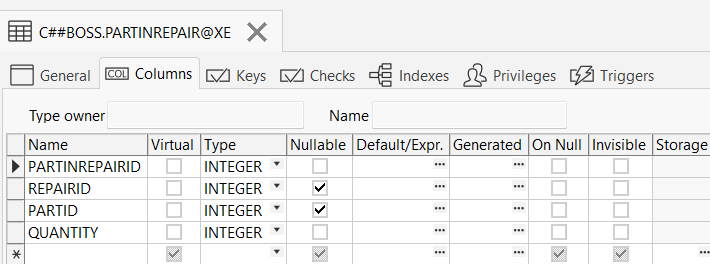 C##BOSS.PARTINREPAIR@XE
General COL Columns Keys Checks Indexes Privileges Triggers
Type owner Name
Name Virtual Type Nullable Default/Expr. Generated On Null Invisible Storage
PARTINREPAIRID INTEGER ... ...
REPAIRID INTEGER ... ...
PARTID INTEGER ... ...
QUANTITY INTEGER ... ...
* ...